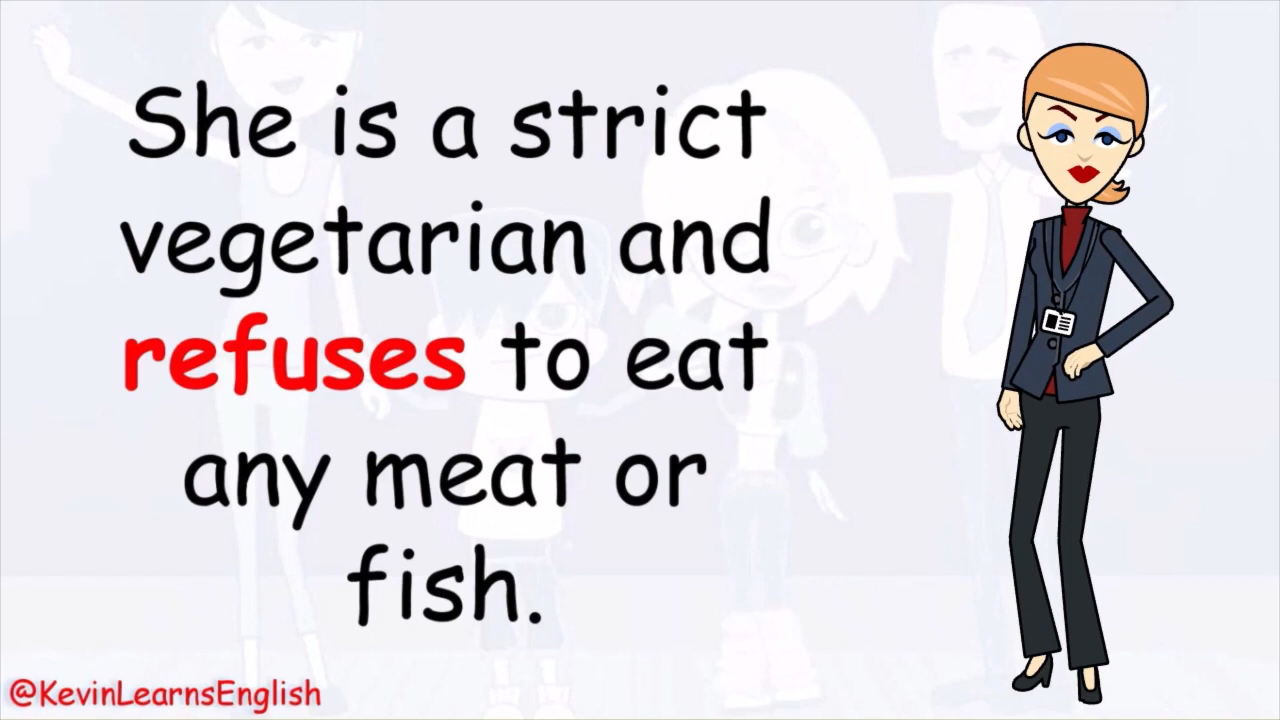 She is a strict
vegetarian and
refuses to eat
any meat or
fish.
@KevinLearnsEnglish